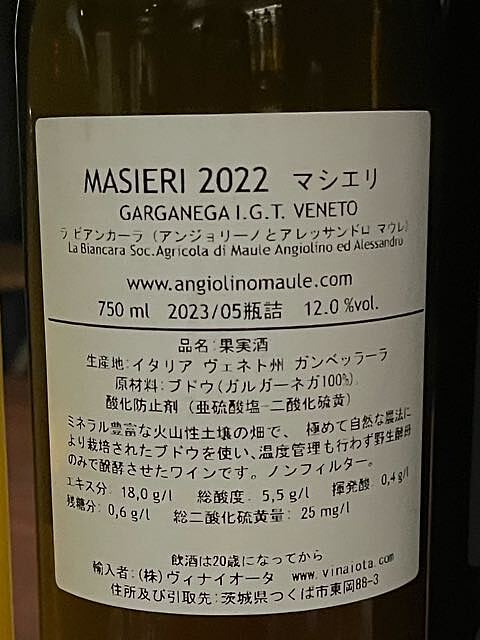 MASIERI 2022 マシエリ
GARGANEGA I.G.T. VENETO
ラ ビアンカーラ (アンジョリーノとアレッサンドロ マウレ)
La Biancara Soc.Agricola di Maule Angiolino ed Alessandro
www.angiolinomaule.com
750 ml 2023/05瓶詰 12.0 %vol.
品名:果実酒
生産地:イタリア ヴェネト州 ガンベッラーラ
原材料:ブドウ(ガルガーネガ100%)
酸化防止剤 (亜硫酸塩-二酸化硫黄)
ミネラル豊富な火山性土壌の畑で、 極めて自然な農法に
より栽培されたブドウを使い、温度管理も行わず野生酵母
のみで醗酵させたワインです。ノンフィルター。
エキス分: 18,0 g/l 総酸度: 5,5 g/l 揮発酸: 0,4 g/l
残糖分: 0,6 g/l 総二酸化硫黄量: 25 mg/l
飲酒は20歳になってから
輸入者:(株)ヴィナイオータ www.vinaiota.com
住所及び引取先:茨城県つくば市東岡88-3